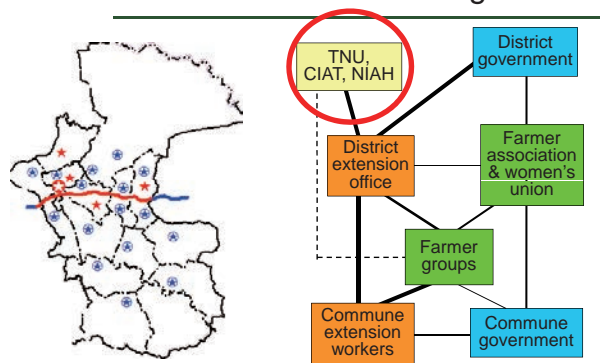 TNU,
CIAT, NIAH
District
government
District
extension
office
Farmer
association
& women's
union
Farmer
groups
Commune
extension
workers
Commune
government